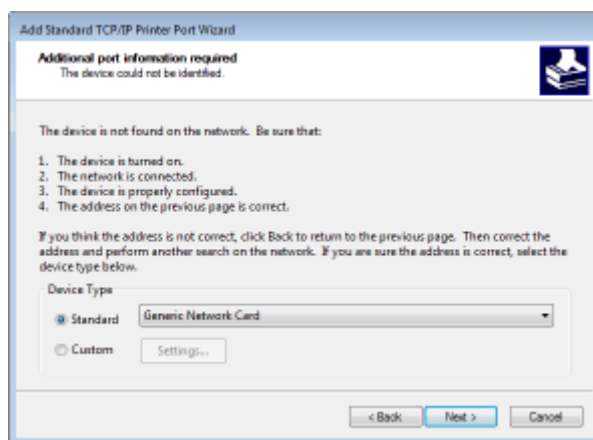 Add Standard TCP/IP Printer Port Wizard
Additional port information required
The device could not be identified.
The device is not found on the network. Be sure that:
1. The device is turned on.
2. The network is connected.
3. The device is properly configured.
4. The address on the previous page is correct.
If you think the address is not correct, click Back to return to the previous page. Then correct the
address and perform another search on the network. If you are sure the address is correct, select the
device type below.
Device Type
Standard
Generic Network Card
Custom
Settings...
< Back
Next >
Cancel